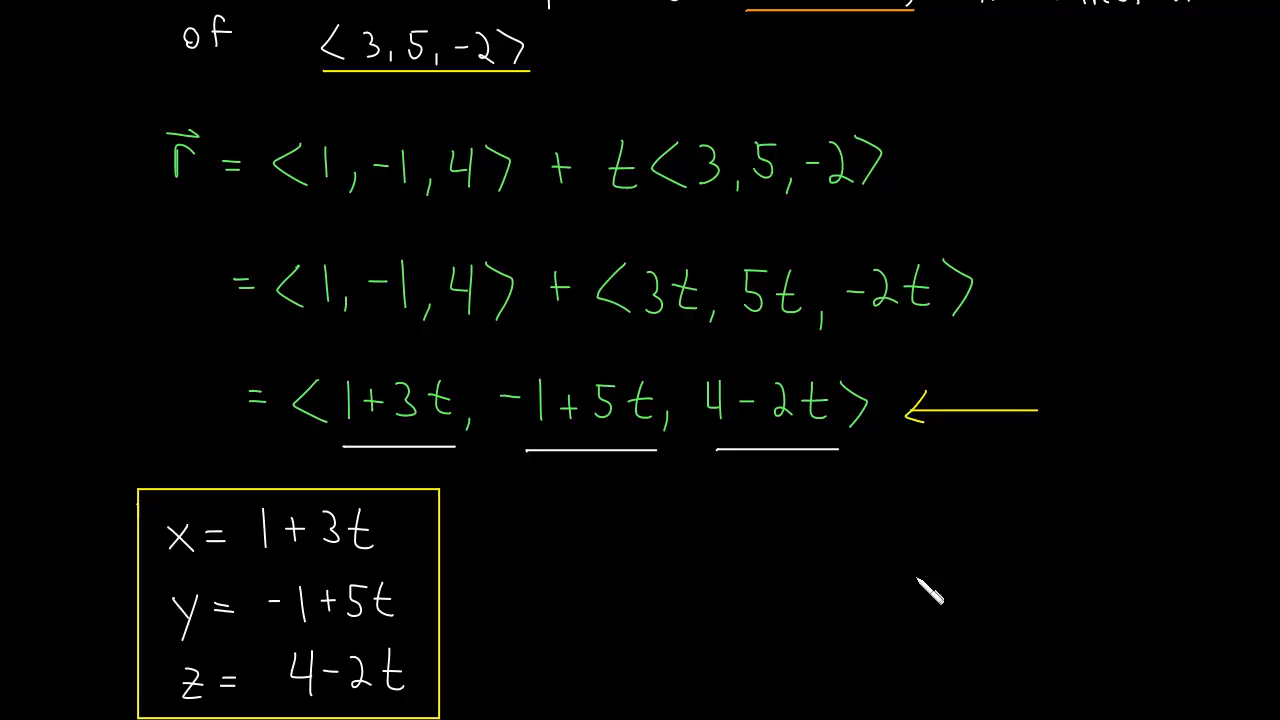 of <3, 5, -2>
r⃗ = <1, -1, 4> + t<3, 5, -2>
= <1, -1, 4> + <3t, 5t, -2t>
= <1+3t, -1+5t, 4-2t>
x = 1+3t
y = -1+5t
z = 4-2t